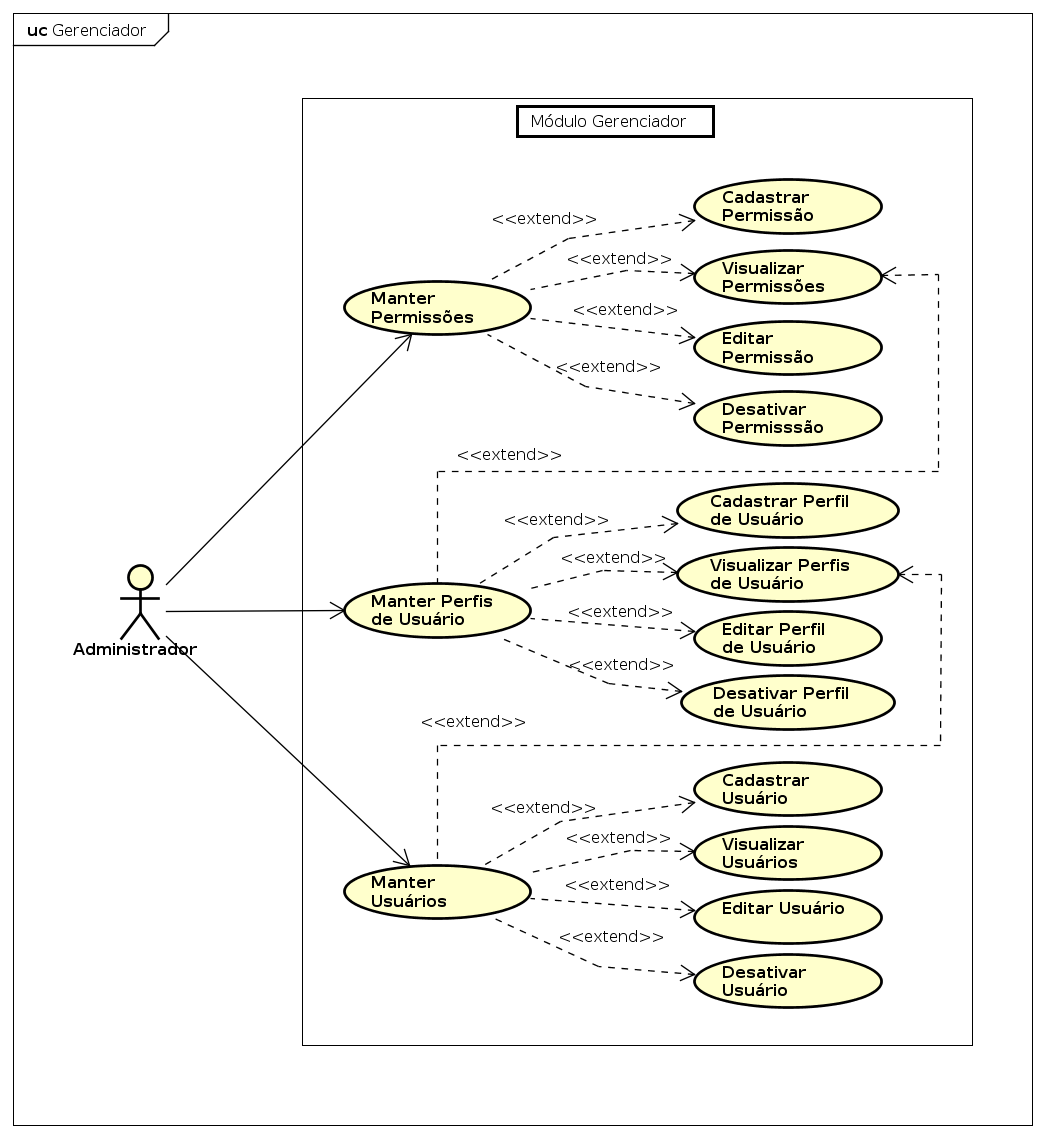 uc Gerenciador
Módulo Gerenciador
Cadastrar
Permissão
<<extend>>
<<extend>>
Visualizar
Permissões
Manter
Permissões
<<extend>>
Editar
Permissão
<<extend>>
Desativar
Permisssão
<<extend>>
Cadastrar Perfil
de Usuário
<<extend>>
<<extend>>
Visualizar Perfis
de Usuário
Manter Perfis
de Usuário
<<extend>>
Editar Perfil
de Usuário
Administrador
<<extend>>
Desativar Perfil
de Usuário
<<extend>>
Cadastrar
Usuário
<<extend>>
<<extend>>
Visualizar
Usuários
Manter
Usuários
<<extend>>
Editar Usuário
<<extend>>
Desativar
Usuário